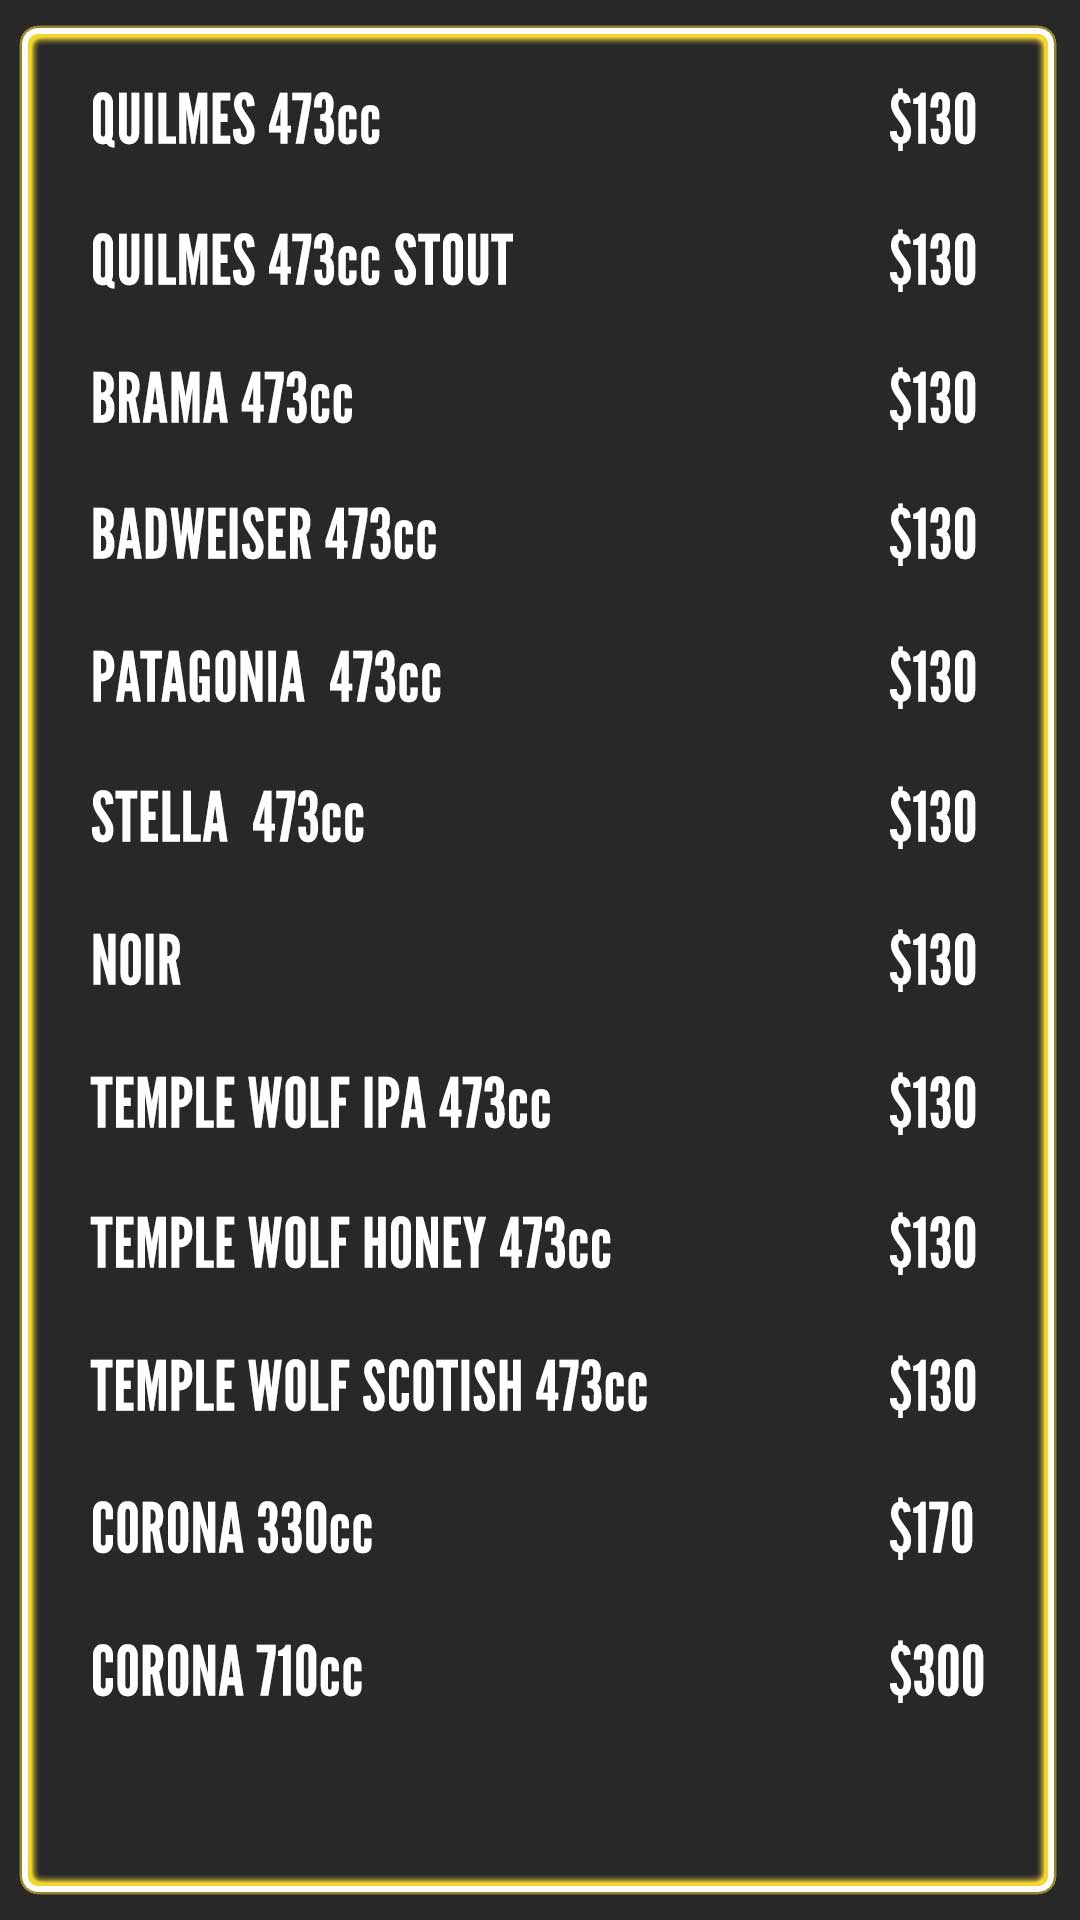 QUILMES 473cc $130
QUILMES 473cc STOUT $130
BRAMA 473cc $130
BADWEISER 473cc $130
PATAGONIA 473cc $130
STELLA 473cc $130
NOIR $130
TEMPLE WOLF IPA 473cc $130
TEMPLE WOLF HONEY 473cc $130
TEMPLE WOLF SCOTISH 473cc $130
CORONA 330cc $170
CORONA 710cc $300